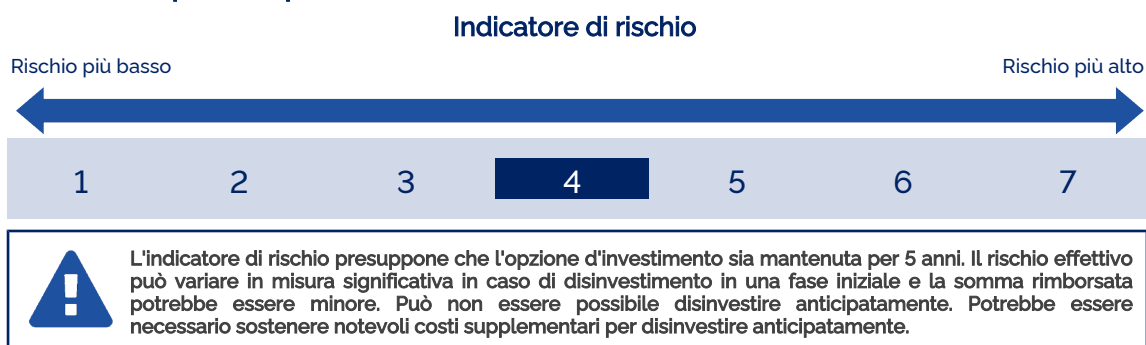 Indicatore di rischio
Rischio più basso
Rischio più alto
1 2 3 4 5 6 7
L'indicatore di rischio presuppone che l'opzione d'investimento sia mantenuta per 5 anni. Il rischio effettivo
può variare in misura significativa in caso di disinvestimento in una fase iniziale e la somma rimborsata
potrebbe essere minore. Può non essere possibile disinvestire anticipatamente. Potrebbe essere
necessario sostenere notevoli costi supplementari per disinvestire anticipatamente.